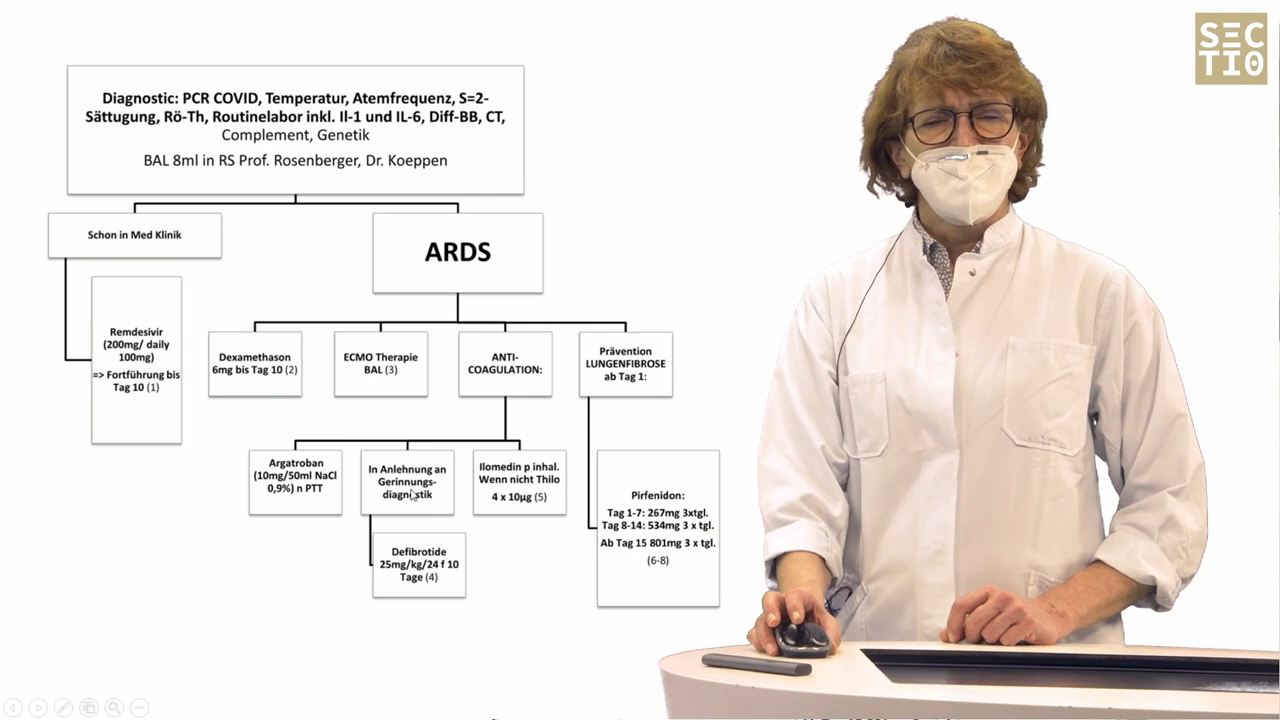 SEC
TIO
Diagnostic: PCR COVID, Temperatur, Atemfrequenz, S=2-
Sättugung, Rö-Th, Routinelabor inkl. Il-1 und IL-6, Diff-BB, CT,
Complement, Genetik
BAL 8ml in RS Prof. Rosenberger, Dr. Koeppen
Schon in Med Klinik
ARDS
Remdesivir
(200mg/ daily
100mg)
=> Fortführung bis
Tag 10 (1)
Dexamethason
6mg bis Tag 10 (2)
ECMO Therapie
BAL (3)
ANTI-
COAGULATION:
Prävention
LUNGENFIBROSE
ab Tag 1:
Argatroban
(10mg/50ml NaCl
0,9%) n PTT
In Anlehnung an
Gerinnungs-
diagnostik
Ilomedin p inhal.
Wenn nicht Thilo
4 x 10µg (5)
Defibrotide
25mg/kg/24 f 10
Tage (4)
Pirfenidon:
Tag 1-7: 267mg 3xtgl.
Tag 8-14: 534mg 3 x tgl.
Ab Tag 15 801mg 3 x tgl.
(6-8)